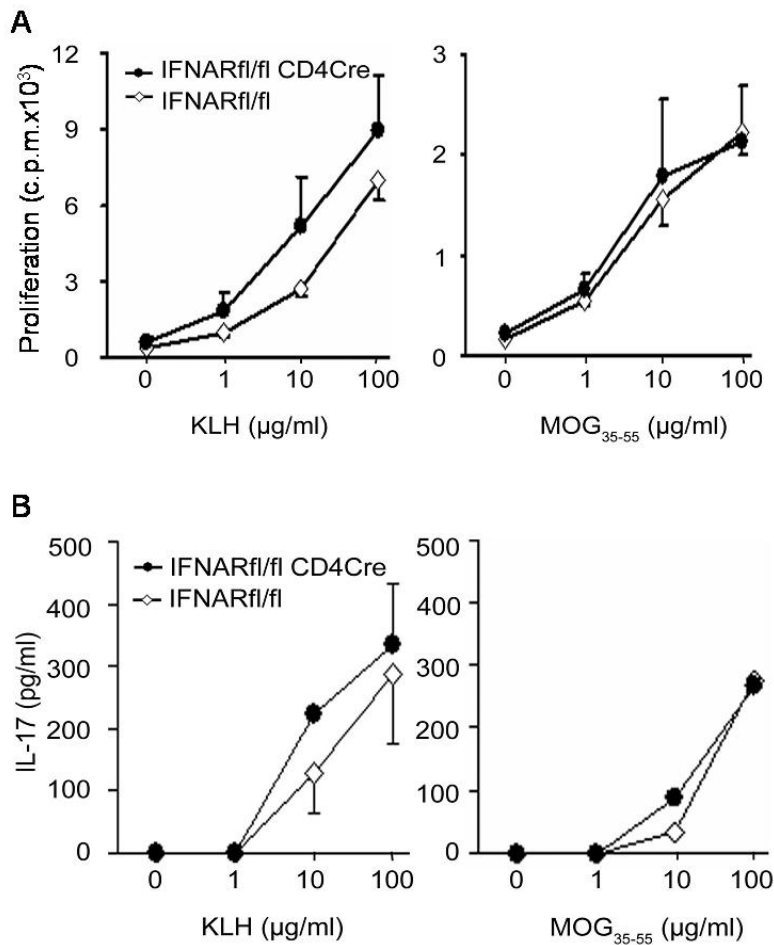 A
Proliferation (c.p.m.x10³)
12
9
6
3
0
IFNARfl/fl CD4Cre
IFNARfl/fl
0 1 10 100
KLH (µg/ml)
3
2
1
0
0 1 10 100
MOG₃₅₋₅₅ (µg/ml)
B
IL-17 (pg/ml)
500
400
300
200
100
0
IFNARfl/fl CD4Cre
IFNARfl/fl
0 1 10 100
KLH (µg/ml)
500
400
300
200
100
0
0 1 10 100
MOG₃₅₋₅₅ (µg/ml)